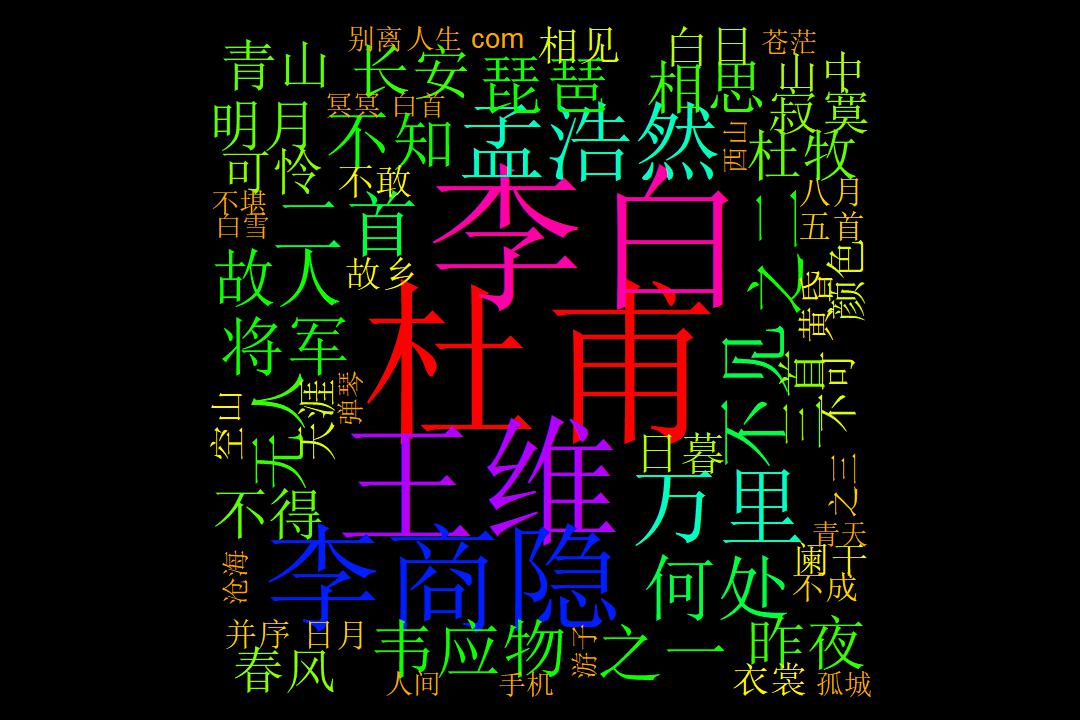 别离 人生 com 相见 白日 苍茫
青山 长安 琵琶 相思 山中
冥冥 白首 寂寞
明月 不知 孟浩然 西山 杜牧
可怜 不敢 李白 八月
不堪 二首 之二 五首
白雪
故人 故乡 黄昏 颜色
将军 杜甫 不见 三首 不可
空山 无人 天涯 弹琴
王维 日暮 之三
不得 万里 青天
李商隐 阑干
沧海 何处 不成
并序 日月 韦应物 游子 之一 昨夜
春风 人间 手机 衣裳 孤城